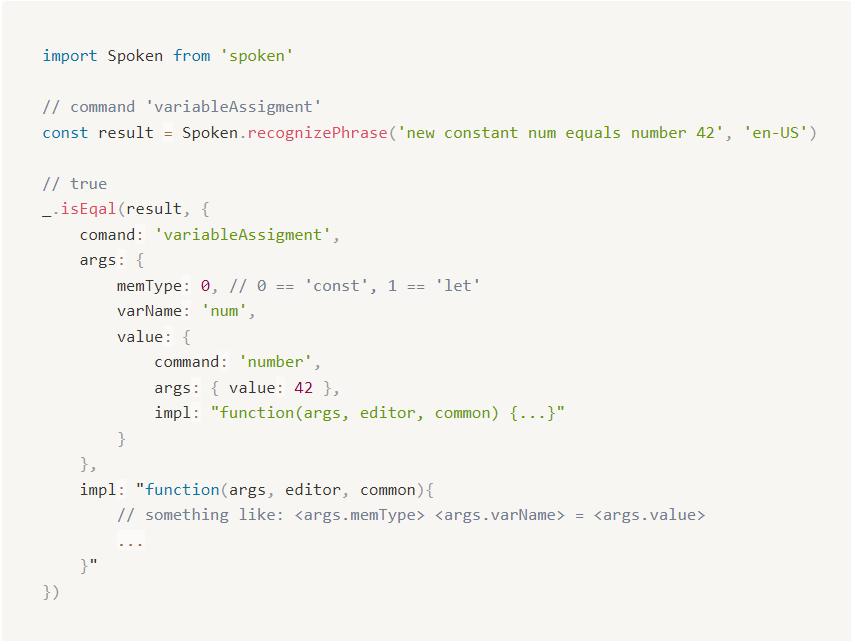 import Spoken from 'spoken'
// command 'variableAssigment'
const result = Spoken.recognizePhrase('new constant num equals number 42', 'en-US')
// true
_.isEqal(result, {
    comand: 'variableAssigment',
    args: {
        memType: 0, // 0 == 'const', 1 == 'let'
        varName: 'num',
        value: {
            command: 'number',
            args: { value: 42 },
            impl: "function(args, editor, common) {...}"
        }
    },
    impl: "function(args, editor, common){
        // something like: <args.memType> <args.varName> = <args.value>
        ...
    }"
})